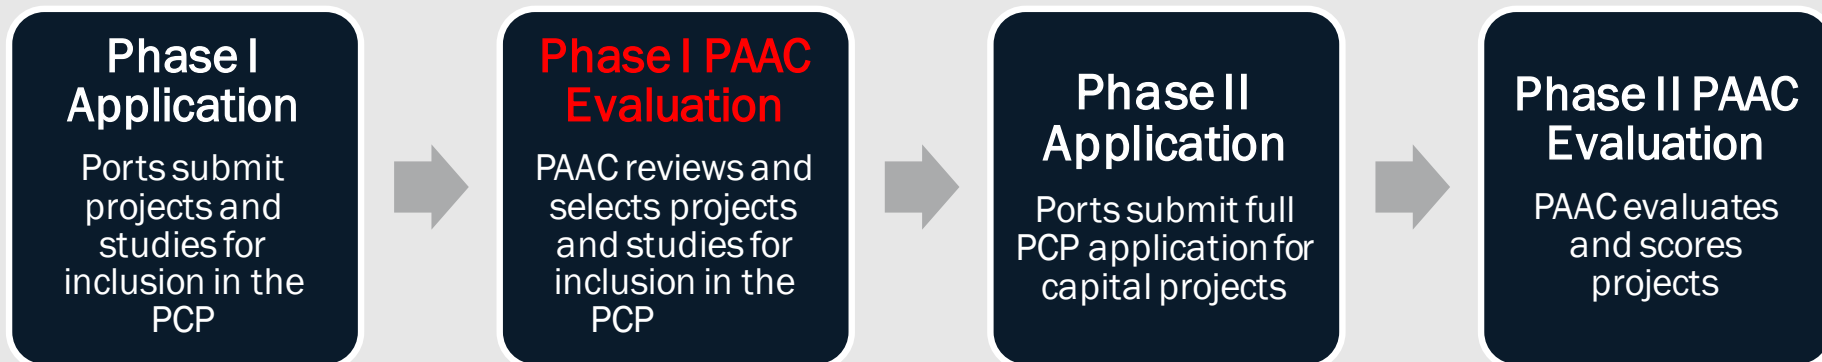 Phase I
Application
Ports submit
projects and
studies for
inclusion in the
PCP
Phase I PAAC
Evaluation
PAAC reviews and
selects projects
and studies for
inclusion in the
PCP
Phase II
Application
Ports submit full
PCP application for
capital projects
Phase II PAAC
Evaluation
PAAC evaluates
and scores
projects